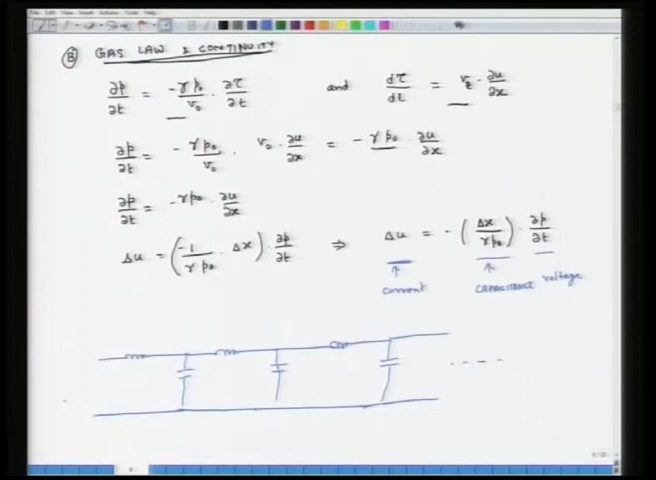 B GAS LAW & CONTINUITY
∂p/∂t = -γp₀/V₀ · ∂τ/∂t and dτ/dt = V₀ · ∂u/∂x
∂p/∂t = - γp₀/V₀ · V₀ · ∂u/∂x = - γp₀ · ∂u/∂x
∂p/∂t = -γp₀ · ∂u/∂x
Δu = (-1/γp₀ · Δx) · ∂p/∂t ⇒ Δu = - (Δx/γp₀) · ∂p/∂t
current CAPACITANCE voltage